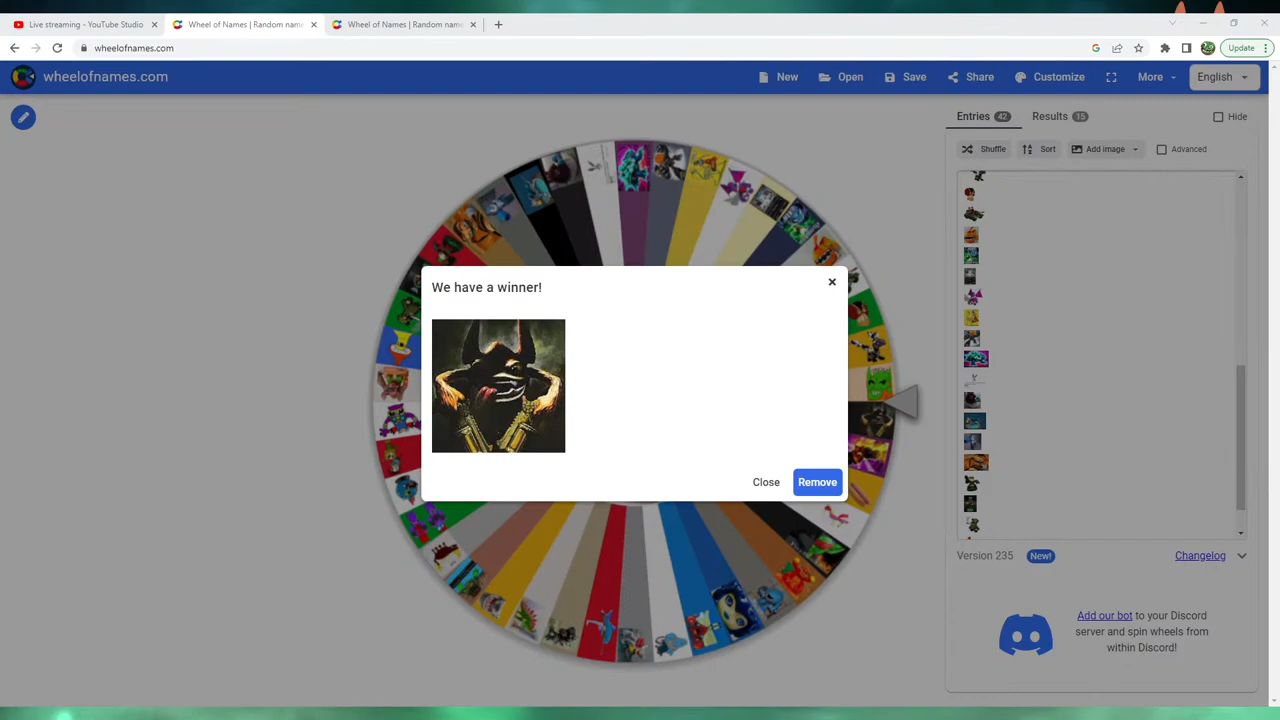 Live streaming - YouTube Studio
Wheel of Names | Random name
Wheel of Names | Random name
wheelofnames.com
Update
wheelofnames.com
New
Open
Save
Share
Customize
More
English
Entries 42
Results 15
Hide
Shuffle
Sort
Add image
Advanced
We have a winner!
Close
Remove
Version 235
New!
Changelog
Add our bot to your Discord
server and spin wheels from
within Discord!